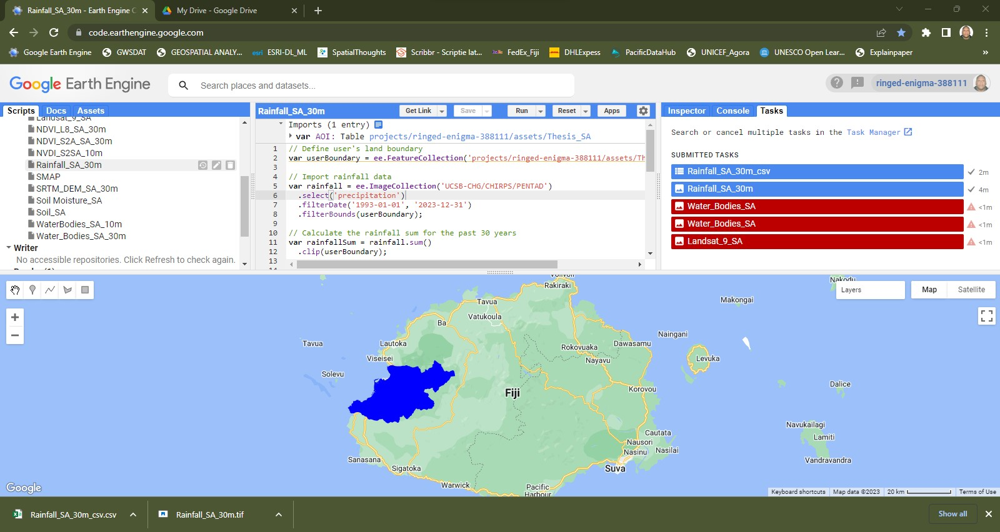 Rainfall_SA_30m - Earth Engine C
My Drive - Google Drive
code.earthengine.google.com
Google Earth Engine
GWSDAT
GEOSPATIAL ANALY...
esri ESRI-DL_ML
SpatialThoughts
Scribbr - Scriptie lat...
FedEx_Fiji
DHLExpess
PacificDataHub
UNICEF_Agora
UNESCO Open Lear...
Explainpaper
»
Google Earth Engine
Search places and datasets...
ringed-enigma-388111
Scripts Docs Assets
Landsat_9_SA
NDVI_L8_SA_30m
NDVI_S2A_SA_30m
NVDI_S2SA_10m
Rainfall_SA_30m
SMAP
SRTM_DEM_SA_30m
Soil Moisture_SA
Soil_SA
WaterBodies_SA_10m
Water_Bodies_SA_30m
Writer
No accessible repositories. Click Refresh to check again.
Rainfall_SA_30m
Get Link
Save
Run
Reset
Apps
Imports (1 entry)
var AOI: Table projects/ringed-enigma-388111/assets/Thesis_SA
1 // Define user's land boundary
2 var userBoundary = ee.FeatureCollection('projects/ringed-enigma-388111/assets/Th
3
4 // Import rainfall data
5 var rainfall = ee.ImageCollection('UCSB-CHG/CHIRPS/PENTAD')
6 .select('precipitation')
7 .filterDate('1993-01-01', '2023-12-31')
8 .filterBounds(userBoundary);
9
10 // Calculate the rainfall sum for the past 30 years
11 var rainfallSum = rainfall.sum()
12 .clip(userBoundary);
13
14
Inspector Console Tasks
Search or cancel multiple tasks in the Task Manager
SUBMITTED TASKS
Rainfall_SA_30m_csv 2m
Rainfall_SA_30m 4m
Water_Bodies_SA <1m
Water_Bodies_SA <1m
Landsat_9_SA <1m
Layers
Map
Satellite
Volivoli
Nakodu
Rakiraki
Makongai
Tavua
Vatukoula
Ba
Naingani
Tavua
Lautoka
Rokovuaka
Dawasamu
Viseisei
Nayavu
Levuka
Solevu
Dalice
Korovou
Fiji
Navukailagi
Cautata
Lamiti
Nausori
Nasinu
Nasilai
Sanasana
Vandravandra
Sigatoka
Suva
Warwick
Pacific
Harbour
Google
Keyboard shortcuts
Map data ©2023
20 km
Terms of Use
Rainfall_SA_30m_csv.csv
Rainfall_SA_30m.tif
Show all